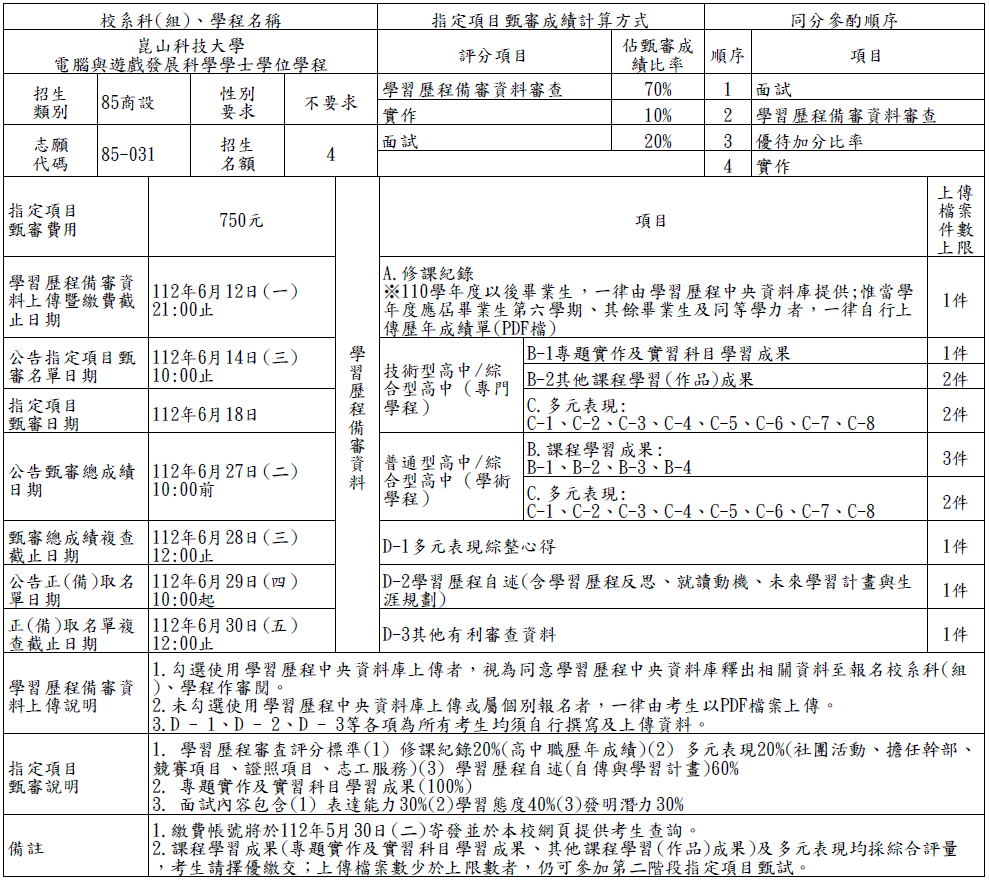 校系科(組)、學程名稱
指定項目甄審成績計算方式
同分參酌順序
崑山科技大學
電腦與遊戲發展科學學士學位學程
評分項目
佔甄審成
績比率
順序
項目
招生
類別
85商設
性別
要求
不要求
學習歷程備審資料審查
70%
1
面試
實作
10%
2
學習歷程備審資料審查
志願
代碼
85-031
招生
名額
4
面試
20%
3
優待加分比率
4
實作
指定項目
甄審費用
750元
學習歷程備審資料
項目
上傳
檔案
件數
上限
學習歷程備審資
料上傳暨繳費截
止日期
112年6月12日(一)
21:00止
A.修課紀錄
※110學年度以後畢業生，一律由學習歷程中央資料庫提供;惟當學
年度應屆畢業生第六學期、其餘畢業生及同等學力者，一律自行上
傳歷年成績單(PDF檔)
1件
公告指定項目甄
審名單日期
112年6月14日(三)
10:00止
技術型高中/綜
合型高中（專門
學程）
B-1專題實作及實習科目學習成果
1件
B-2其他課程學習(作品)成果
2件
指定項目
甄審日期
112年6月18日
C.多元表現:
C-1、C-2、C-3、C-4、C-5、C-6、C-7、C-8
2件
公告甄審總成績
日期
112年6月27日(二)
10:00前
普通型高中/綜
合型高中（學術
學程）
B.課程學習成果:
B-1、B-2、B-3、B-4
3件
C.多元表現:
C-1、C-2、C-3、C-4、C-5、C-6、C-7、C-8
2件
甄審總成績複查
截止日期
112年6月28日(三)
12:00止
D-1多元表現綜整心得
1件
公告正(備)取名
單日期
112年6月29日(四)
10:00起
D-2學習歷程自述(含學習歷程反思、就讀動機、未來學習計畫與生
涯規劃)
1件
正(備)取名單複
查截止日期
112年6月30日(五)
12:00止
D-3其他有利審查資料
1件
學習歷程備審資
料上傳說明
1.勾選使用學習歷程中央資料庫上傳者，視為同意學習歷程中央資料庫釋出相關資料至報名校系科(組
)、學程作審閱。
2.未勾選使用學習歷程中央資料庫上傳或屬個別報名者，一律由考生以PDF檔案上傳。
3.D - 1、D - 2、D - 3等各項為所有考生均須自行撰寫及上傳資料。
指定項目
甄審說明
1. 學習歷程審查評分標準(1) 修課紀錄20%(高中職歷年成績)(2) 多元表現20%(社團活動、擔任幹部、
競賽項目、證照項目、志工服務)(3) 學習歷程自述(自傳與學習計畫)60%
2. 專題實作及實習科目學習成果(100%)
3. 面試內容包含(1) 表達能力30%(2)學習態度40%(3)發明潛力30%
備註
1.繳費帳號將於112年5月30日(二)寄發並於本校網頁提供考生查詢。
2.課程學習成果(專題實作及實習科目學習成果、其他課程學習(作品)成果)及多元表現均採綜合評量
，考生請擇優繳交；上傳檔案數少於上限數者，仍可參加第二階段指定項目甄試。